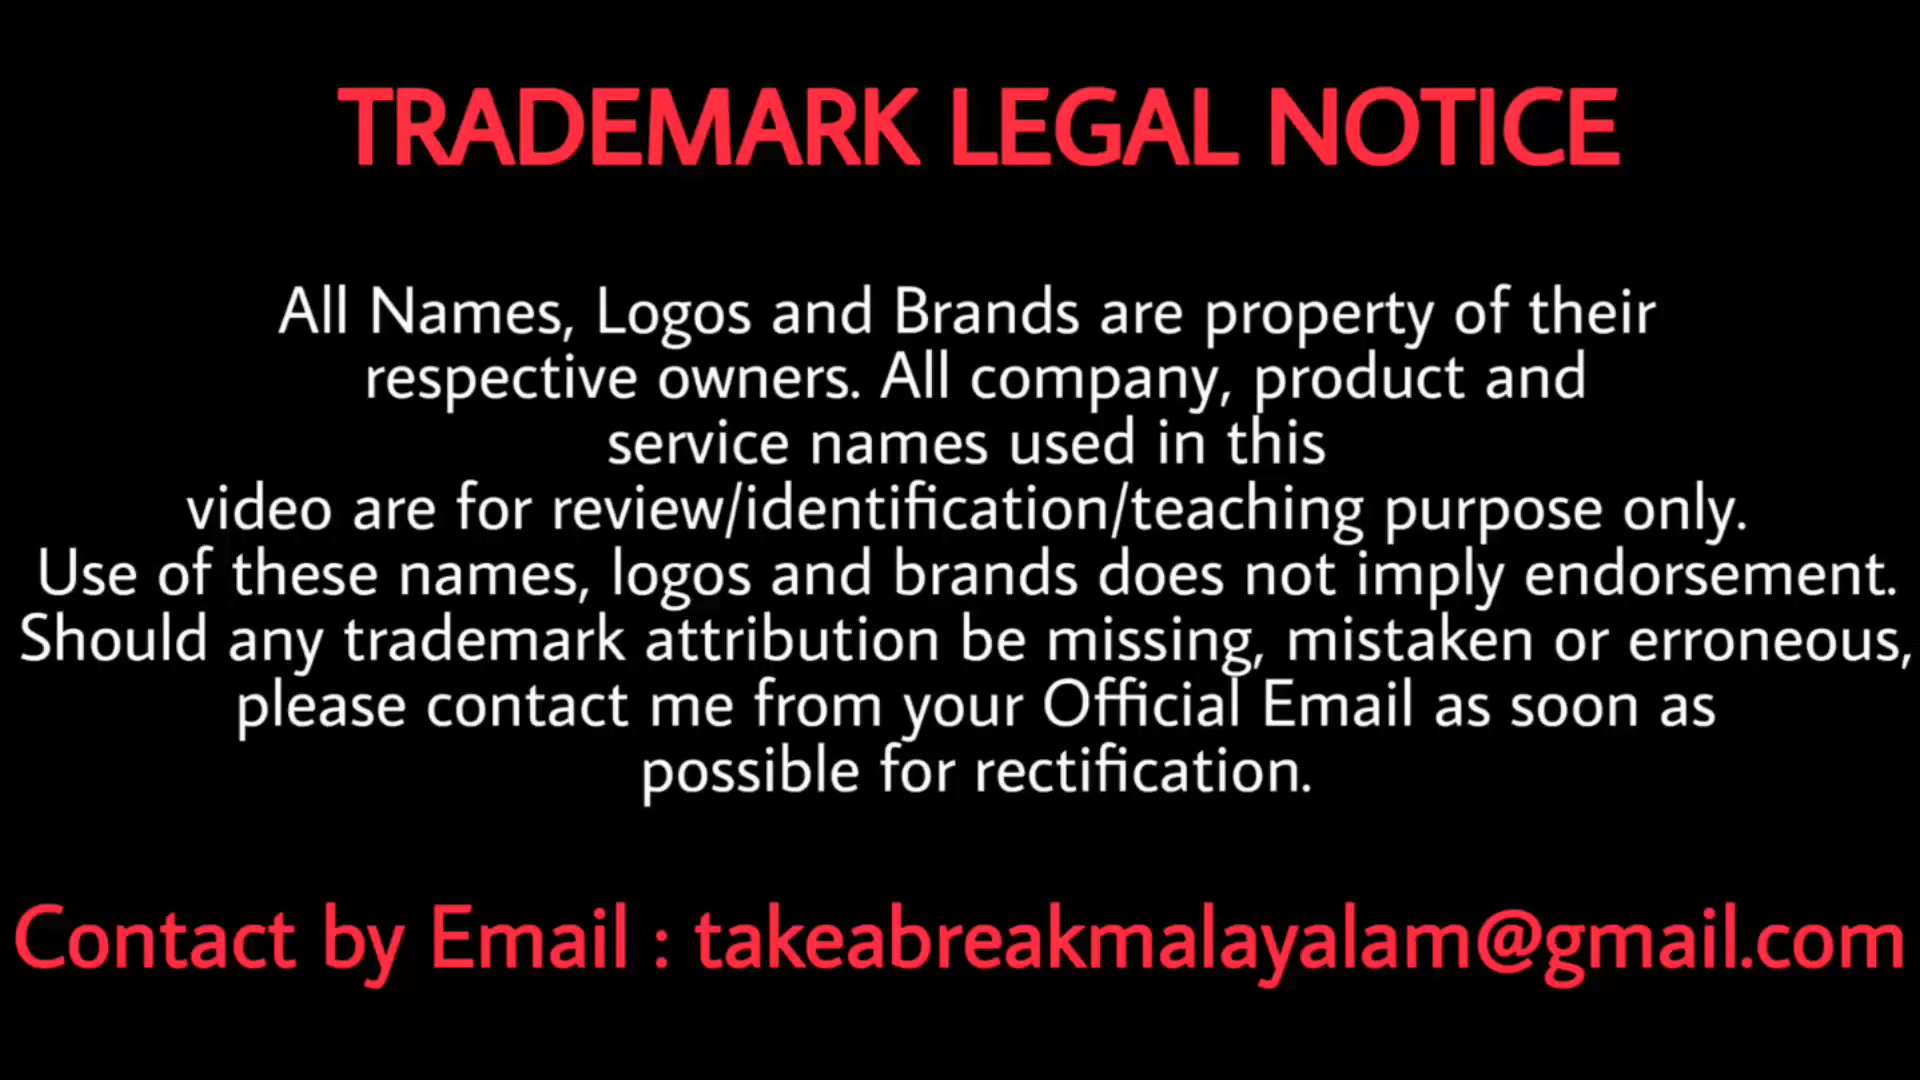 TRADEMARK LEGAL NOTICE
All Names, Logos and Brands are property of their
respective owners. All company, product and
service names used in this
video are for review/identification/teaching purpose only.
Use of these names, logos and brands does not imply endorsement.
Should any trademark attribution be missing, mistaken or erroneous,
please contact me from your Official Email as soon as
possible for rectification.
Contact by Email : takeabreakmalayalam@gmail.com